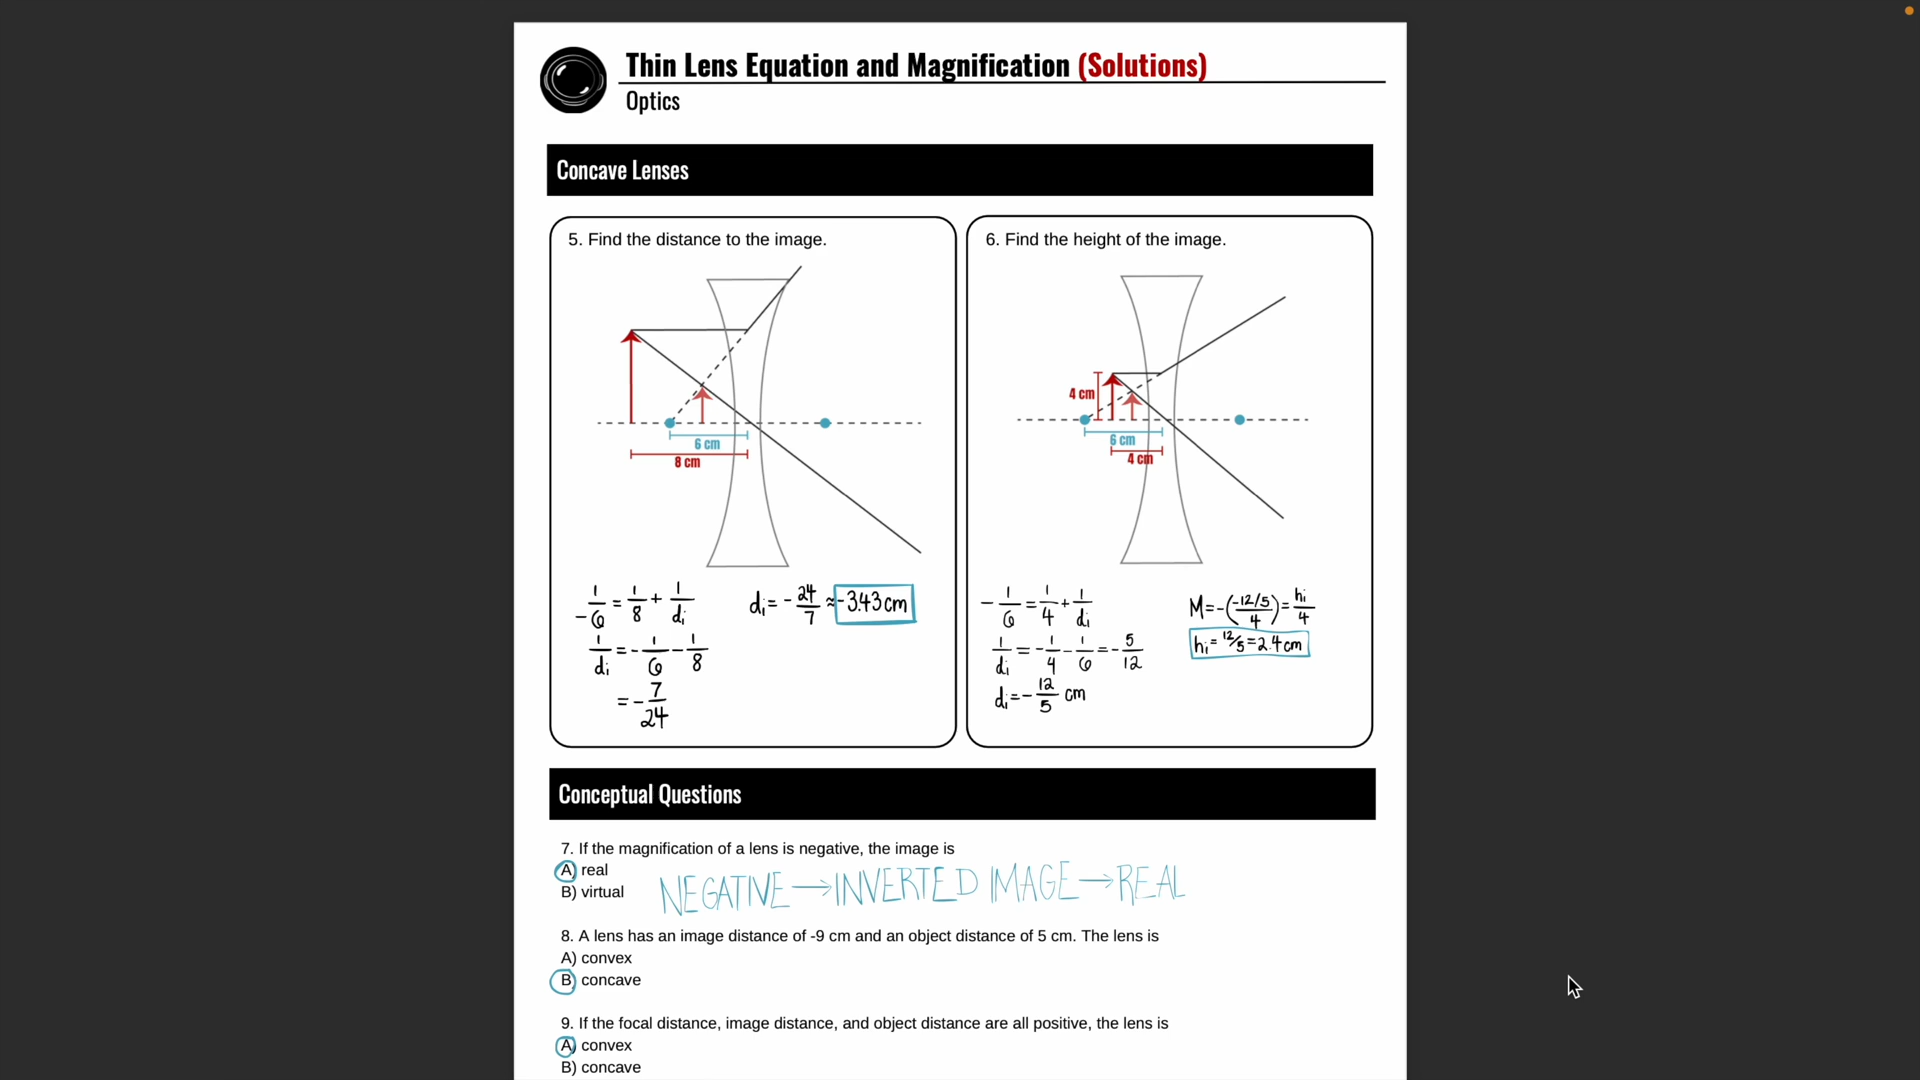 Thin Lens Equation and Magnification (Solutions)
Optics
Concave Lenses
5. Find the distance to the image.
6 cm
8 cm
-1/6 = 1/8 + 1/di
1/di = -1/6 - 1/8
= -7/24
di = -24/7 ≈ -3.43 cm
6. Find the height of the image.
4 cm
6 cm
4 cm
-1/6 = 1/4 + 1/di
1/di = -1/4 - 1/6 = -5/12
di = -12/5 cm
M = -(-12/5/4) = hi/4
hi = 12/5 = 2.4 cm
Conceptual Questions
7. If the magnification of a lens is negative, the image is
A) real
B) virtual
NEGATIVE → INVERTED IMAGE → REAL
8. A lens has an image distance of -9 cm and an object distance of 5 cm. The lens is
A) convex
B) concave
9. If the focal distance, image distance, and object distance are all positive, the lens is
A) convex
B) concave